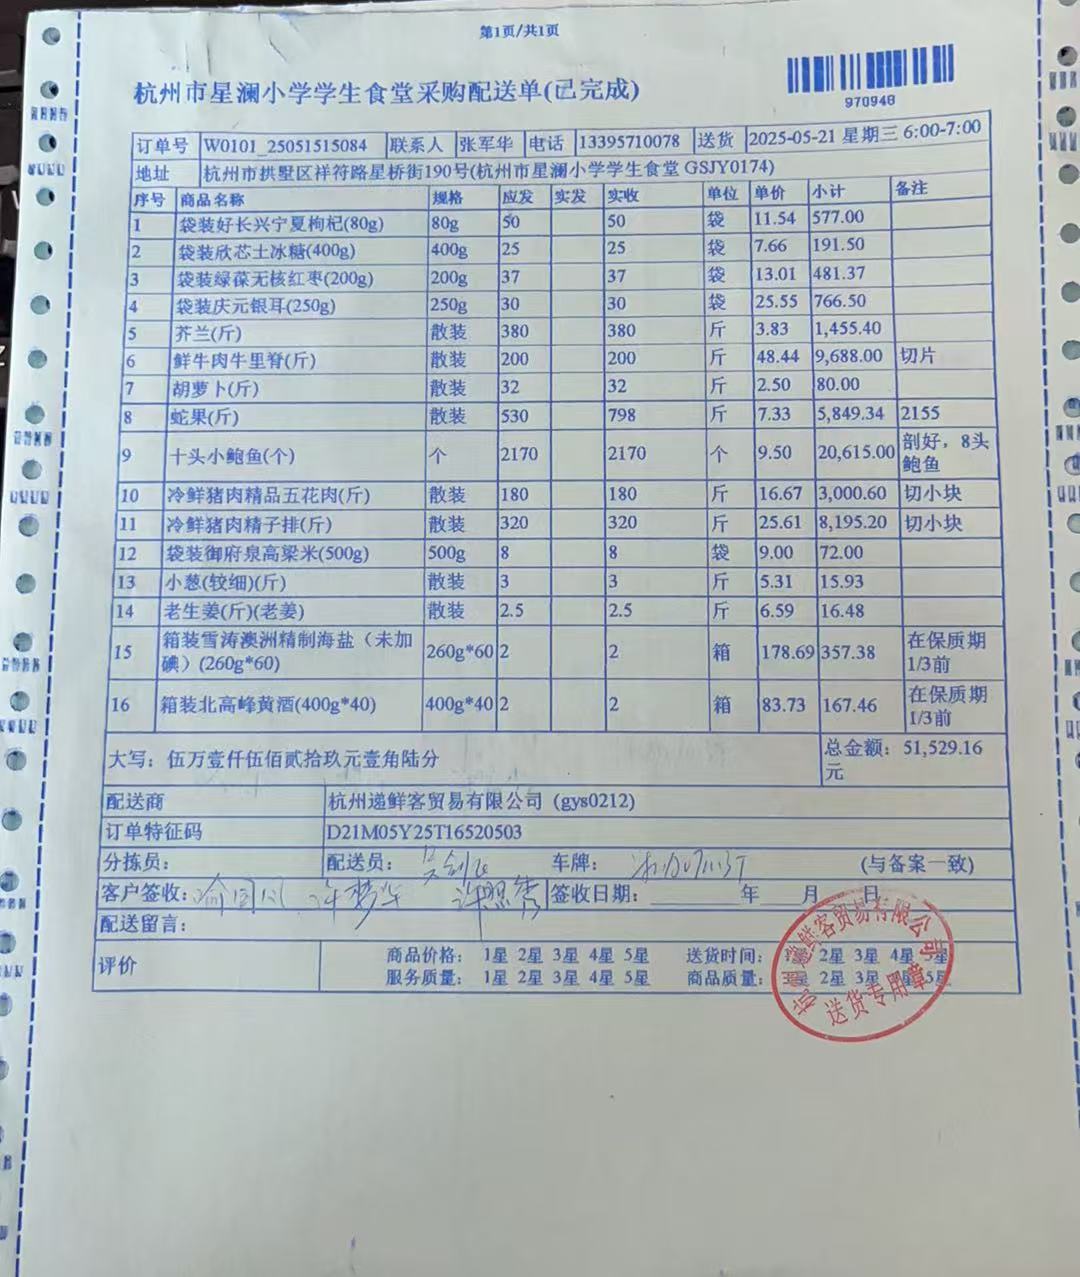 第1页/共1页
杭州市星澜小学学生食堂采购配送单(已完成)
970948
订单号 W0101_25051515084 联系人 张军华 电话 13395710078 送货 2025-05-21 星期三 6:00-7:00
地址 杭州市拱墅区祥符路星桥街190号(杭州市星澜小学学生食堂 GSJY0174)
序号 商品名称 规格 应发 实发 实收 单位 单价 小计 备注
1 袋装好长兴宁夏枸杞(80g) 80g 50 50 袋 11.54 577.00
2 袋装欣芯土冰糖(400g) 400g 25 25 袋 7.66 191.50
3 袋装绿葆无核红枣(200g) 200g 37 37 袋 13.01 481.37
4 袋装庆元银耳(250g) 250g 30 30 袋 25.55 766.50
5 芥兰(斤) 散装 380 380 斤 3.83 1,455.40
6 鲜牛肉牛里脊(斤) 散装 200 200 斤 48.44 9,688.00 切片
7 胡萝卜(斤) 散装 32 32 斤 2.50 80.00
8 蛇果(斤) 散装 530 798 斤 7.33 5,849.34 2155
9 十头小鲍鱼(个) 个 2170 2170 个 9.50 20,615.00 剖好，8头鲍鱼
10 冷鲜猪肉精品五花肉(斤) 散装 180 180 斤 16.67 3,000.60 切小块
11 冷鲜猪肉精子排(斤) 散装 320 320 斤 25.61 8,195.20 切小块
12 袋装御府泉高粱米(500g) 500g 8 8 袋 9.00 72.00
13 小葱(较细)(斤) 散装 3 3 斤 5.31 15.93
14 老生姜(斤)(老姜) 散装 2.5 2.5 斤 6.59 16.48
15 箱装雪涛澳洲精制海盐（未加碘）(260g*60) 260g*60 2 2 箱 178.69 357.38 在保质期1/3前
16 箱装北高峰黄酒(400g*40) 400g*40 2 2 箱 83.73 167.46 在保质期1/3前
大写：伍万壹仟伍佰贰拾玖元壹角陆分 总金额：51,529.16元
配送商 杭州递鲜客贸易有限公司（gys0212)
订单特征码 D21M05Y25T16520503
分拣员： 配送员： 车牌： (与备案一致)
客户签收： 签收日期：______年____月____日
配送留言：
评价 商品价格： 1星 2星 3星 4星 5星 送货时间： 1星 2星 3星 4星 5星
服务质量： 1星 2星 3星 4星 5星 商品质量： 1星 2星 3星 4星 5星
杭州递鲜客贸易有限公司
送货专用章